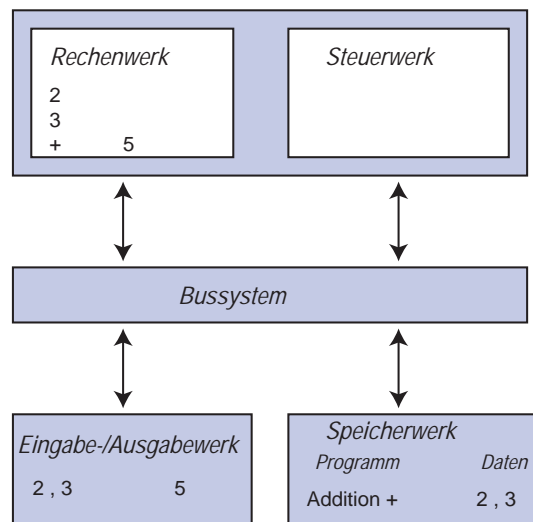 Rechenwerk
2
3
+ 5
Steuerwerk
Bussystem
Eingabe-/Ausgabewerk
2 , 3 5
Speicherwerk
Programm Daten
Addition + 2 , 3